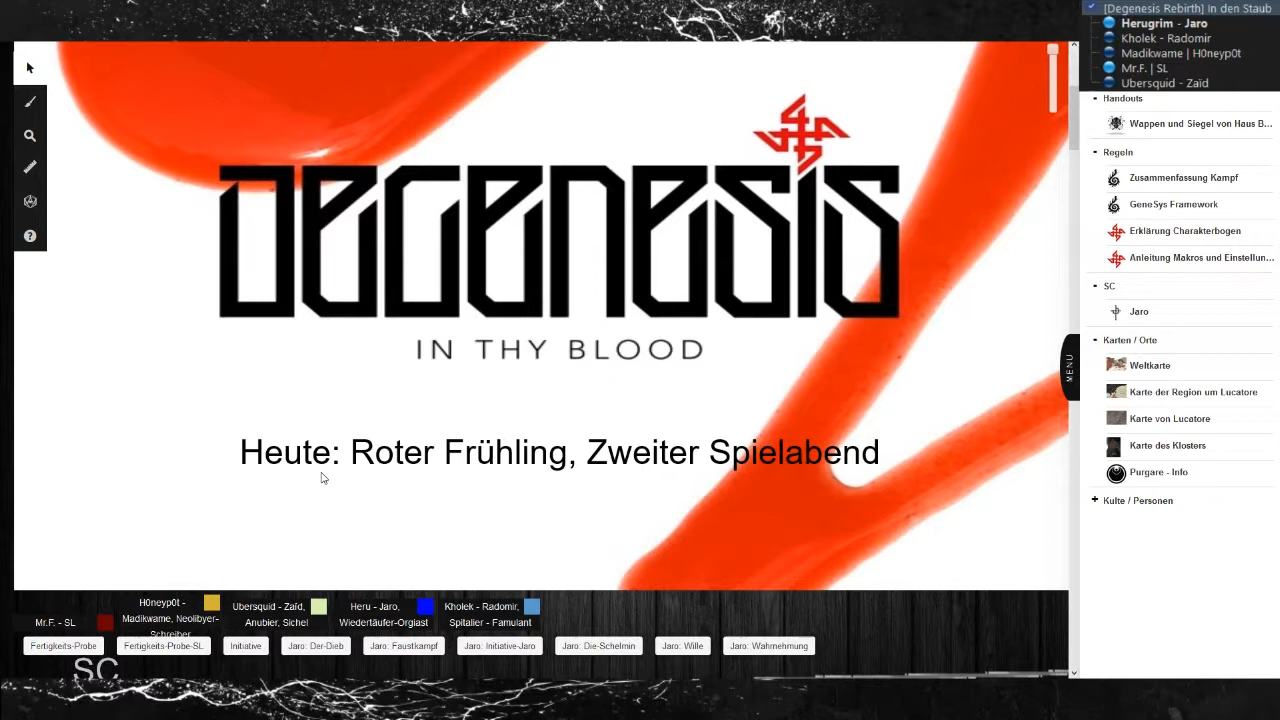 [Degenesis Rebirth] In den Staub
Herugrim - Jaro
Kholek - Radomir
Madikwame | H0neyp0t
Mr.F. | SL
Ubersquid - Zaïd
DEGENESIS
IN THY BLOOD
Heute: Roter Frühling, Zweiter Spielabend
MENU
Handouts
Wappen und Siegel von Haus B...
Regeln
Zusammenfassung Kampf
GeneSys Framework
Erklärung Charakterbogen
Anleitung Makros und Einstellun...
SC
Jaro
Karten / Orte
Weltkarte
Karte der Region um Lucatore
Karte von Lucatore
Karte des Klosters
Purgare - Info
Kulte / Personen
Mr.F. - SL
H0neyp0t -
Madikwame, Neolibyer-
Schreiber
Ubersquid - Zaïd,
Anubier, Sichel
Heru - Jaro,
Wiedertäufer-Orgiast
Kholek - Radomir,
Spitalier - Famulant
Fertigkeits-Probe
Fertigkeits-Probe-SL
Initiative
Jaro: Der-Dieb
Jaro: Faustkampf
Jaro: Initiative-Jaro
Jaro: Die-Schelmin
Jaro: Wille
Jaro: Wahrnehmung
SC